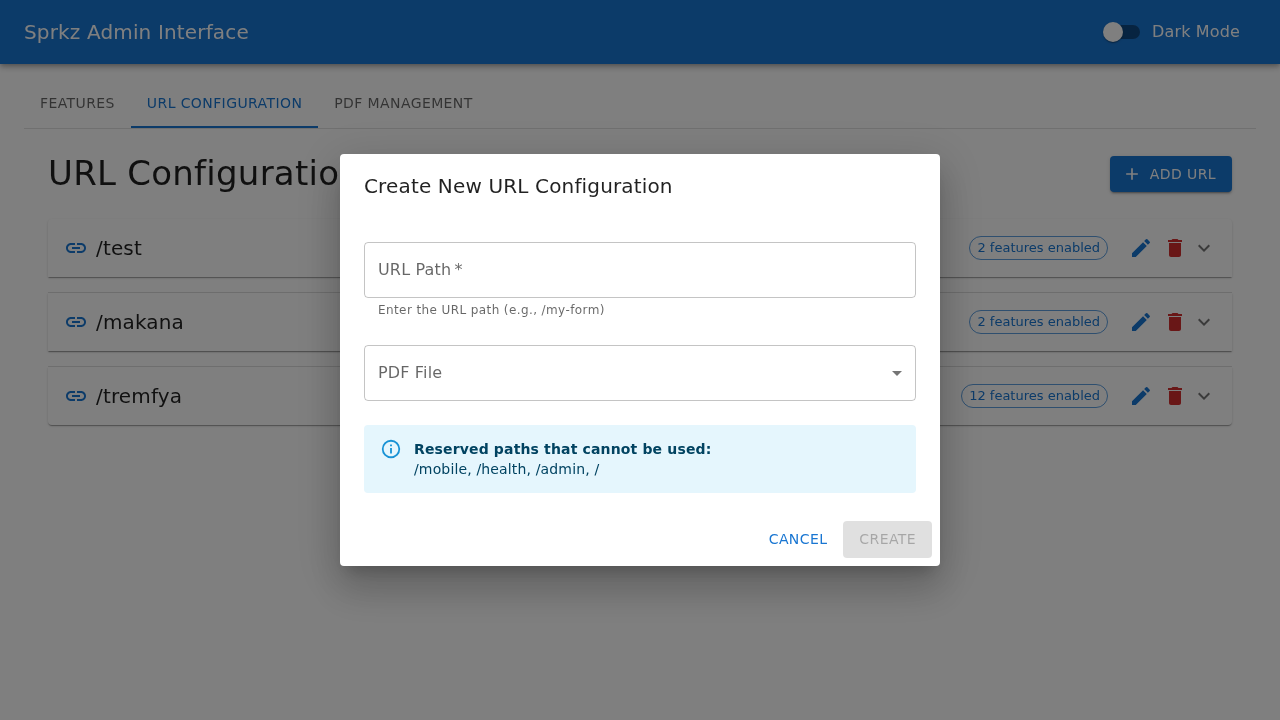 Sprkz Admin Interface
Dark Mode
FEATURES URL CONFIGURATION PDF MANAGEMENT
URL Configuratio
ADD URL
/test
2 features enabled
/makana
2 features enabled
/tremfya
12 features enabled
Create New URL Configuration
URL Path *
Enter the URL path (e.g., /my-form)
PDF File
Reserved paths that cannot be used:
/mobile, /health, /admin, /
CANCEL CREATE